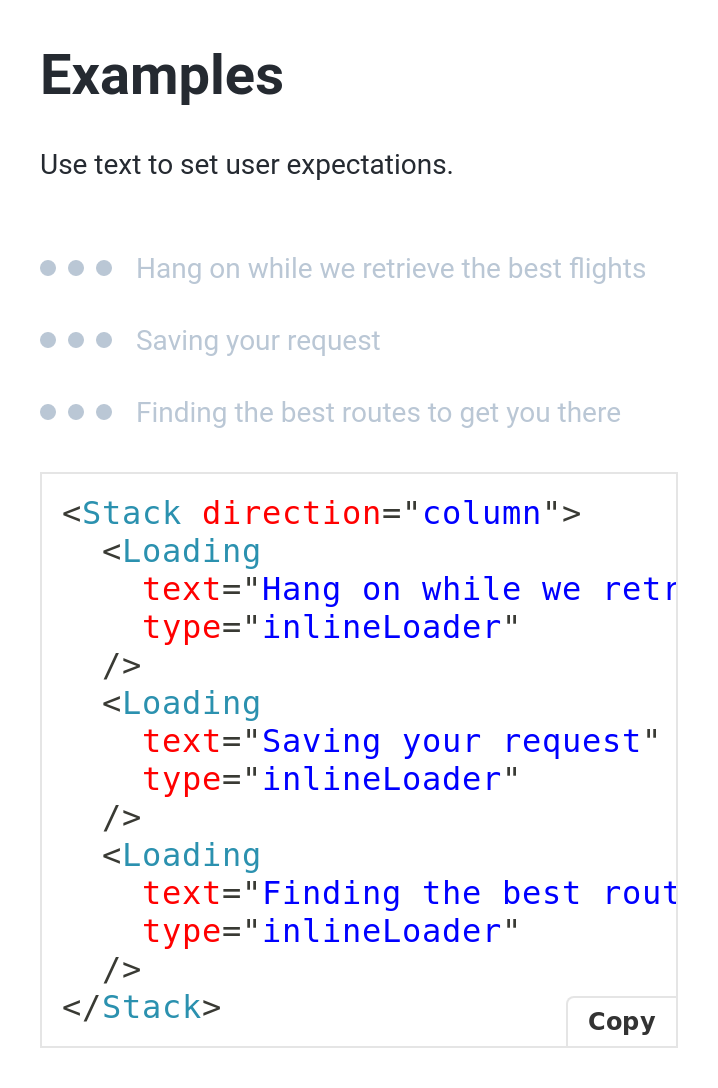 Examples
Use text to set user expectations.
Hang on while we retrieve the best flights
Saving your request
Finding the best routes to get you there
<Stack direction="column">
  <Loading
    text="Hang on while we retr
    type="inlineLoader"
  />
  <Loading
    text="Saving your request"
    type="inlineLoader"
  />
  <Loading
    text="Finding the best rout
    type="inlineLoader"
  />
</Stack>
Copy